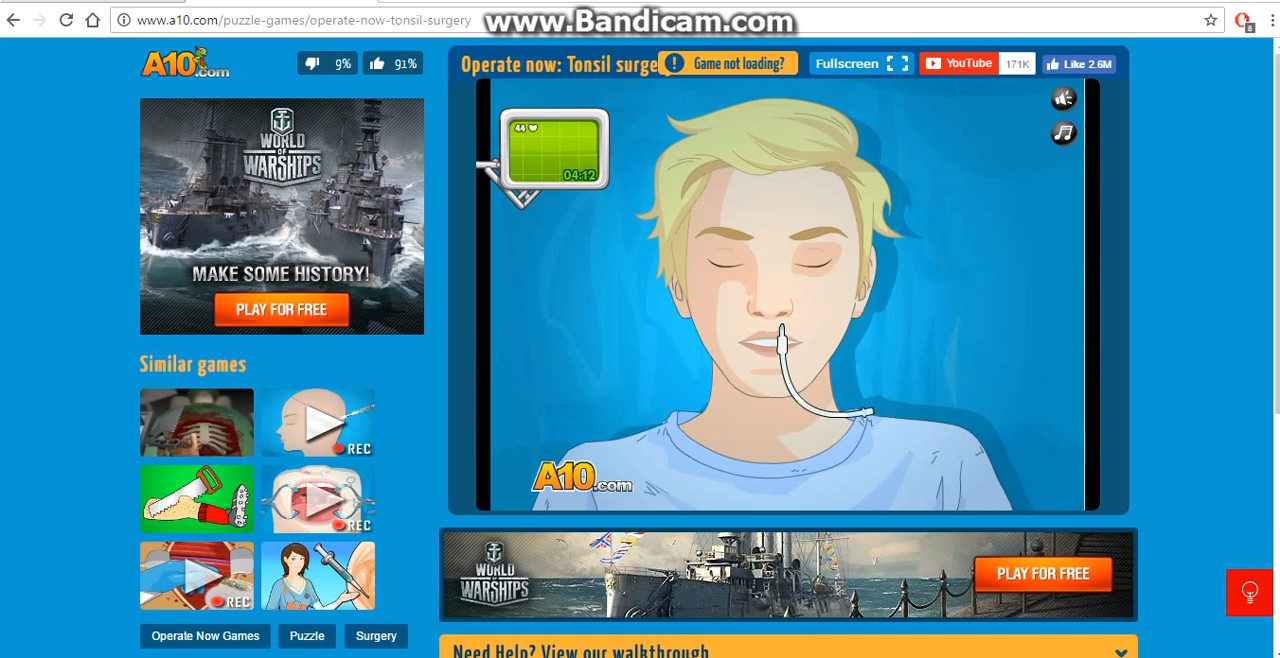 www.a10.com/puzzle-games/operate-now-tonsil-surgery
www.Bandicam.com
8
A10.com
9%
91%
Operate now: Tonsil surge
! Game not loading?
Fullscreen
YouTube
171K
Like 2.6M
WORLD
OF
WARSHIPS
MAKE SOME HISTORY!
PLAY FOR FREE
44
04:12
Similar games
REC
REC
REC
A10.com
WORLD
OF
WARSHIPS
PLAY FOR FREE
Operate Now Games
Puzzle
Surgery
Need Help? View our walkthrough